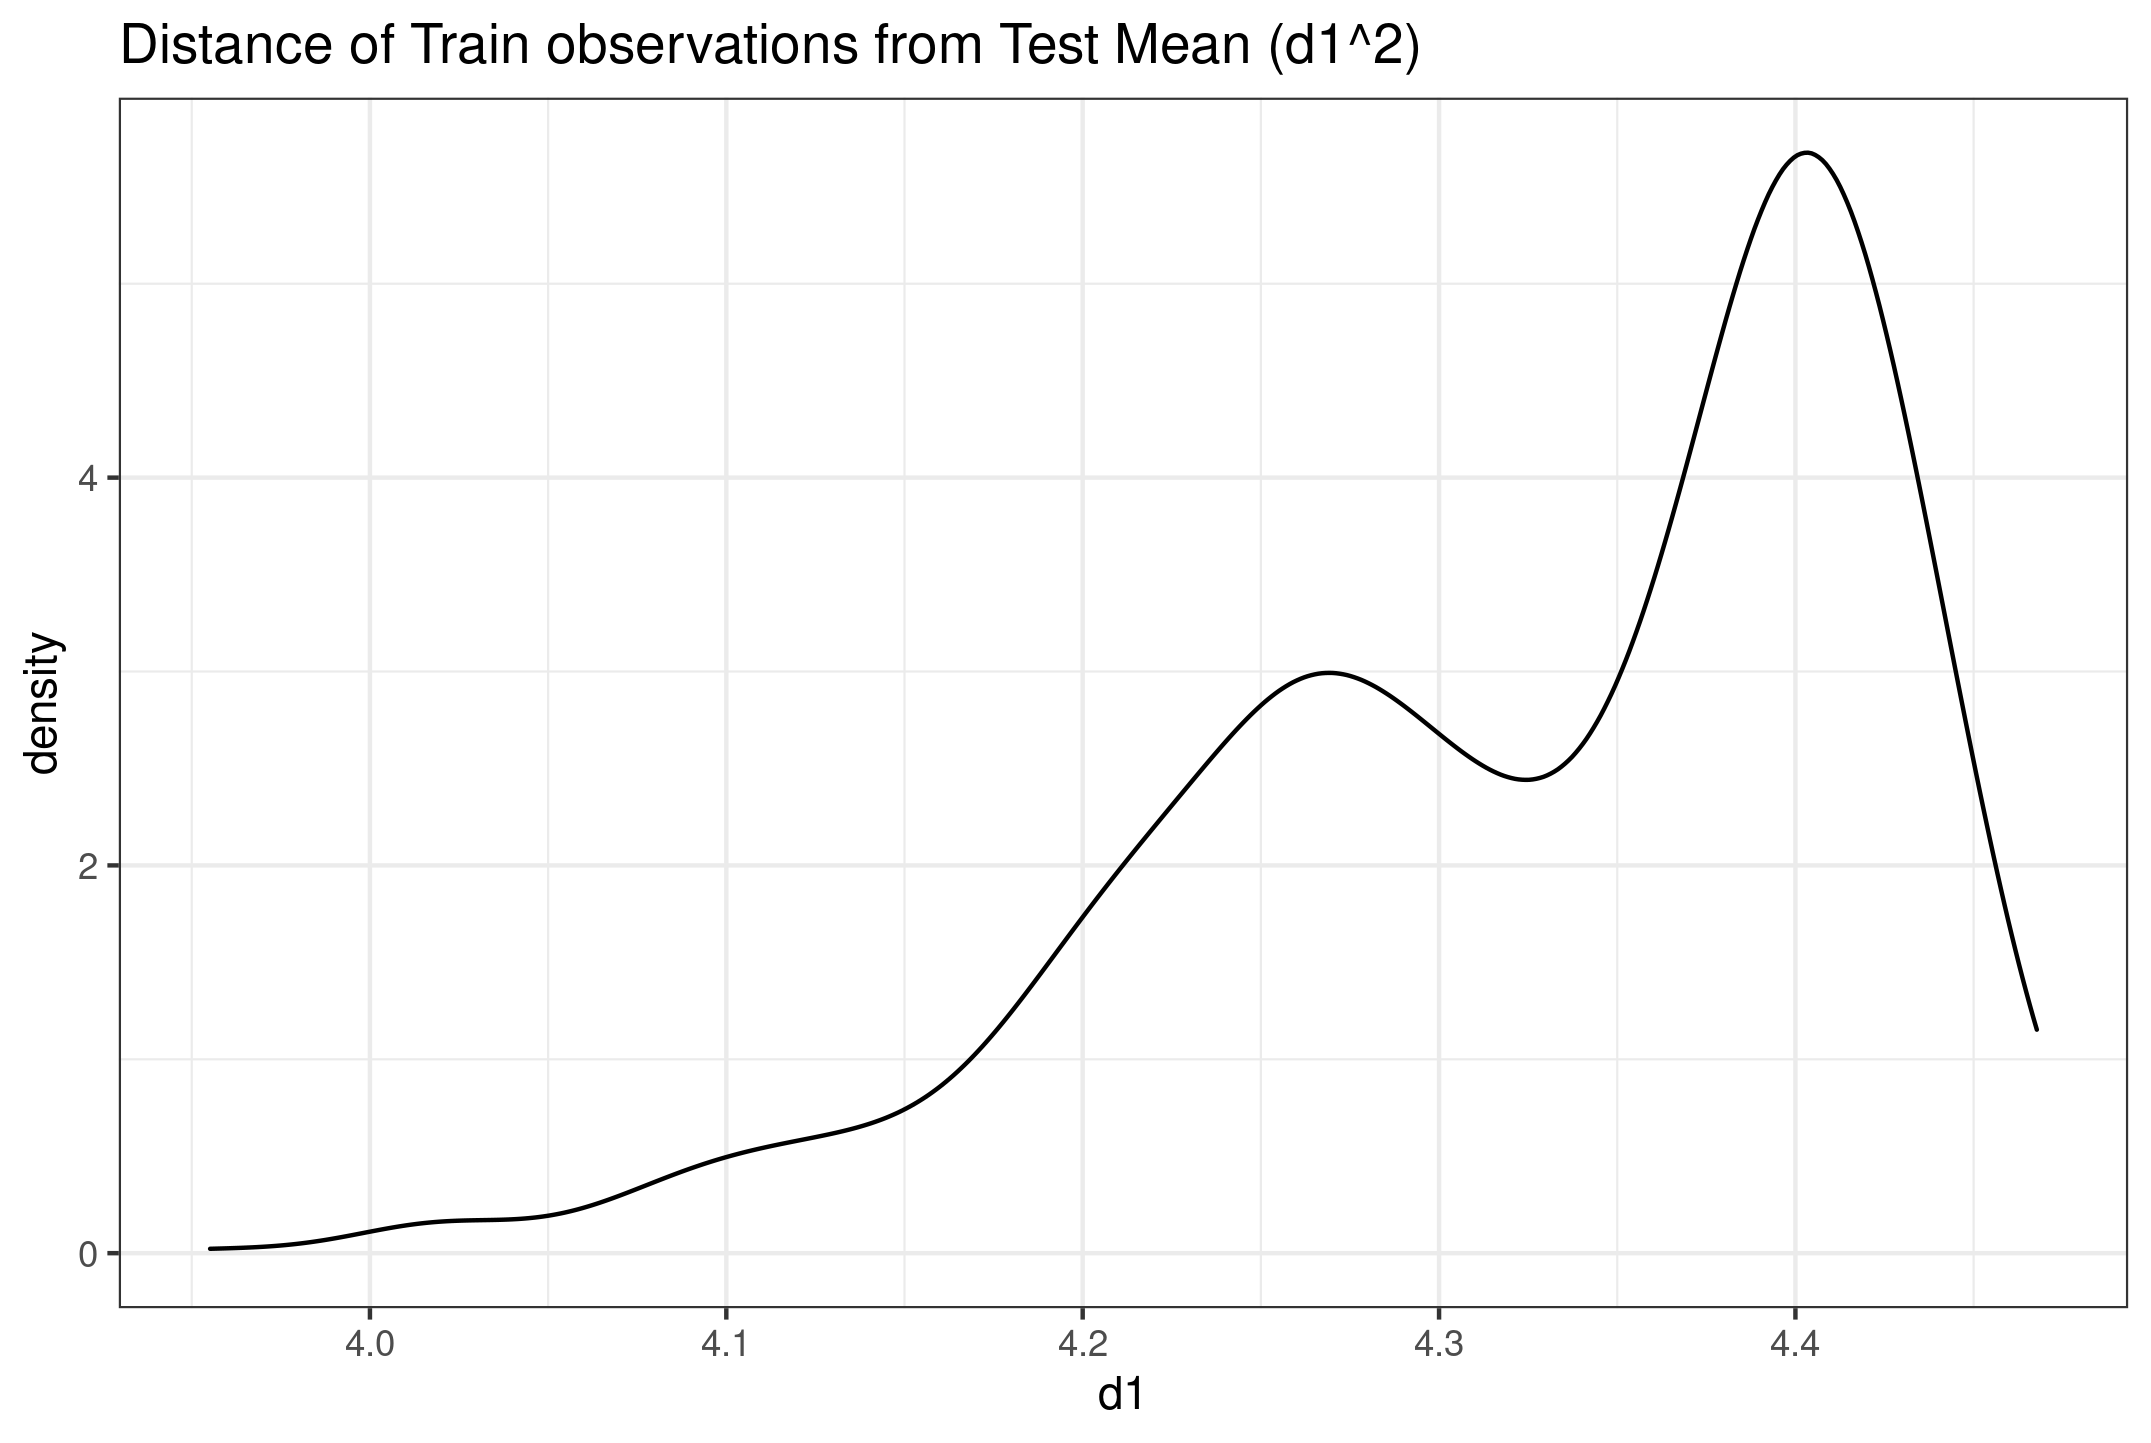 Distance of Train observations from Test Mean (d1^2)
density
4
2
0
4.0 4.1 4.2 4.3 4.4
d1